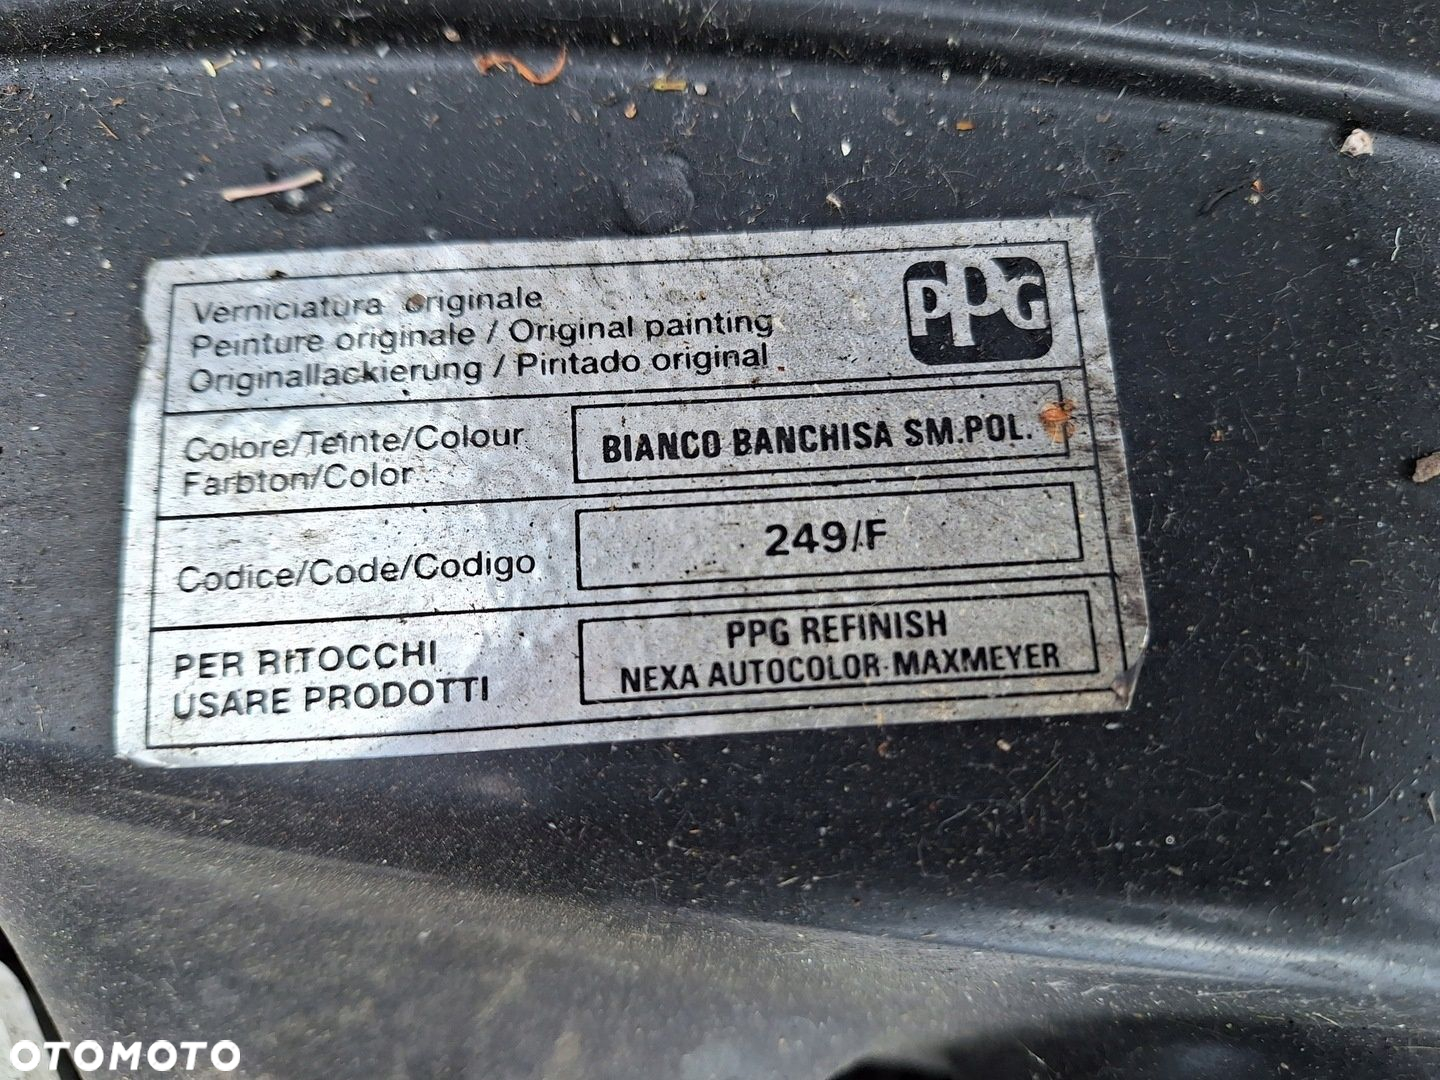 Verniciatura originale
Peinture originale / Original painting
Originallackierung / Pintado original
PPG
Colore/Teinte/Colour
Farbton/Color
BIANCO BANCHISA SM.POL.
Codice/Code/Codigo
249/F
PER RITOCCHI
USARE PRODOTTI
PPG REFINISH
NEXA AUTOCOLOR-MAXMEYER
OTOMOTO